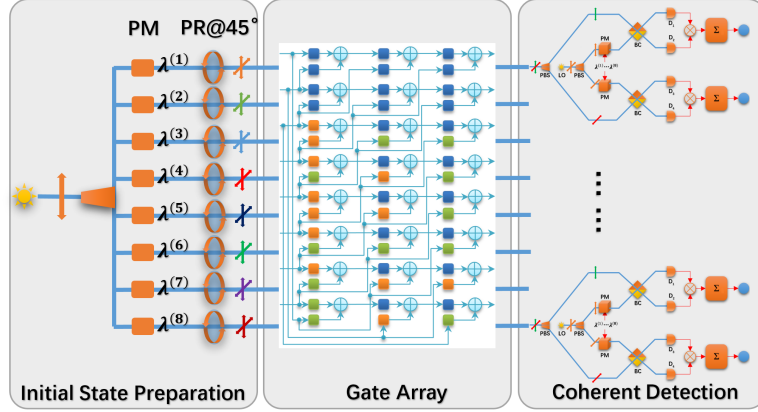 PM PR@45°
λ(1)
λ(2)
λ(3)
λ(4)
λ(5)
λ(6)
λ(7)
λ(8)
Initial State Preparation
Gate Array
PBS LO PBS
PM
λ(1)...λ(8)
PM
BC
BC
D1
D2
D1
D2
Σ
Σ
PBS LO PBS
PM
λ(1)...λ(8)
PM
BC
BC
D1
D2
D1
D2
Σ
Σ
Coherent Detection